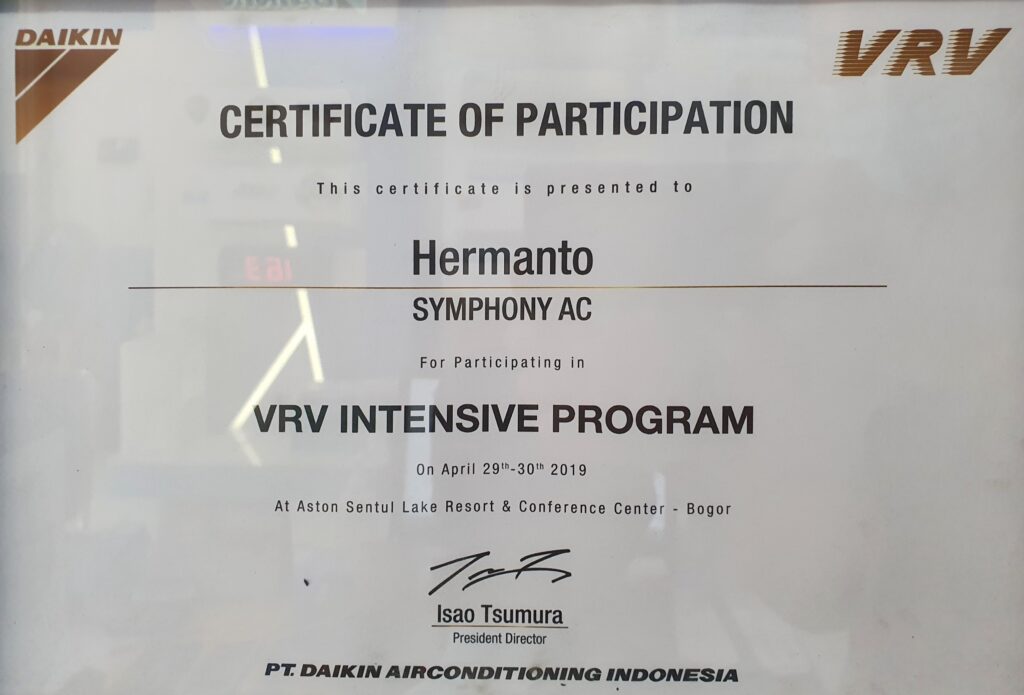 DAIKIN
VRV
CERTIFICATE OF PARTICIPATION
This certificate is presented to
Hermanto
SYMPHONY AC
For Participating in
VRV INTENSIVE PROGRAM
On April 29th-30th 2019
At Aston Sentul Lake Resort & Conference Center - Bogor
Isao Tsumura
President Director
PT. DAIKIN AIRCONDITIONING INDONESIA